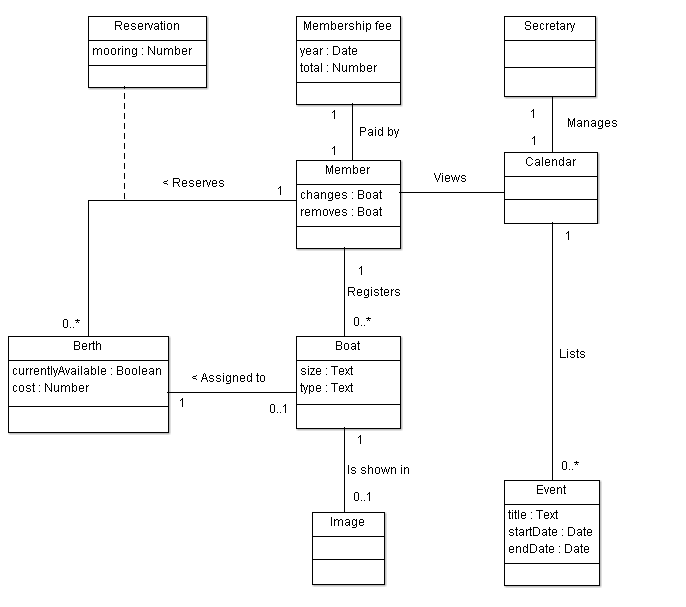 Reservation
mooring : Number
Membership fee
year : Date
total : Number
Secretary
1
Paid by
1
1
Manages
1
Member
changes : Boat
removes : Boat
Views
Calendar
< Reserves
1
1
Registers
0..*
0..*
1
Lists
0..*
Berth
currentlyAvailable : Boolean
cost : Number
< Assigned to
1
0..1
Boat
size : Text
type : Text
1
Is shown in
0..1
Image
Event
title : Text
startDate : Date
endDate : Date